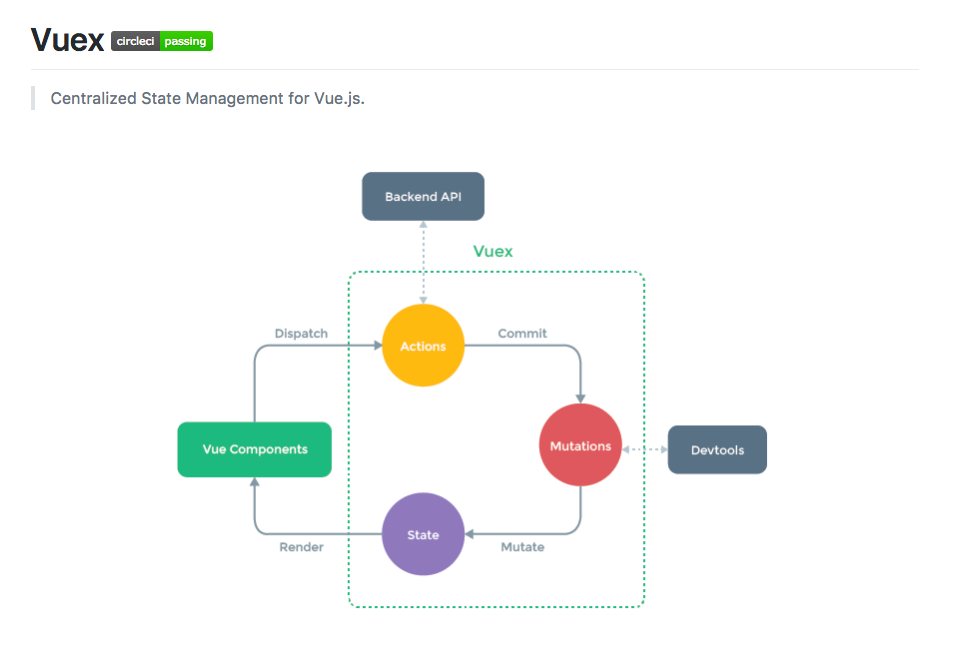 Vuex circleci passing
Centralized State Management for Vue.js.
Backend API
Vuex
Dispatch
Commit
Actions
Vue Components
Mutations
Devtools
State
Render
Mutate